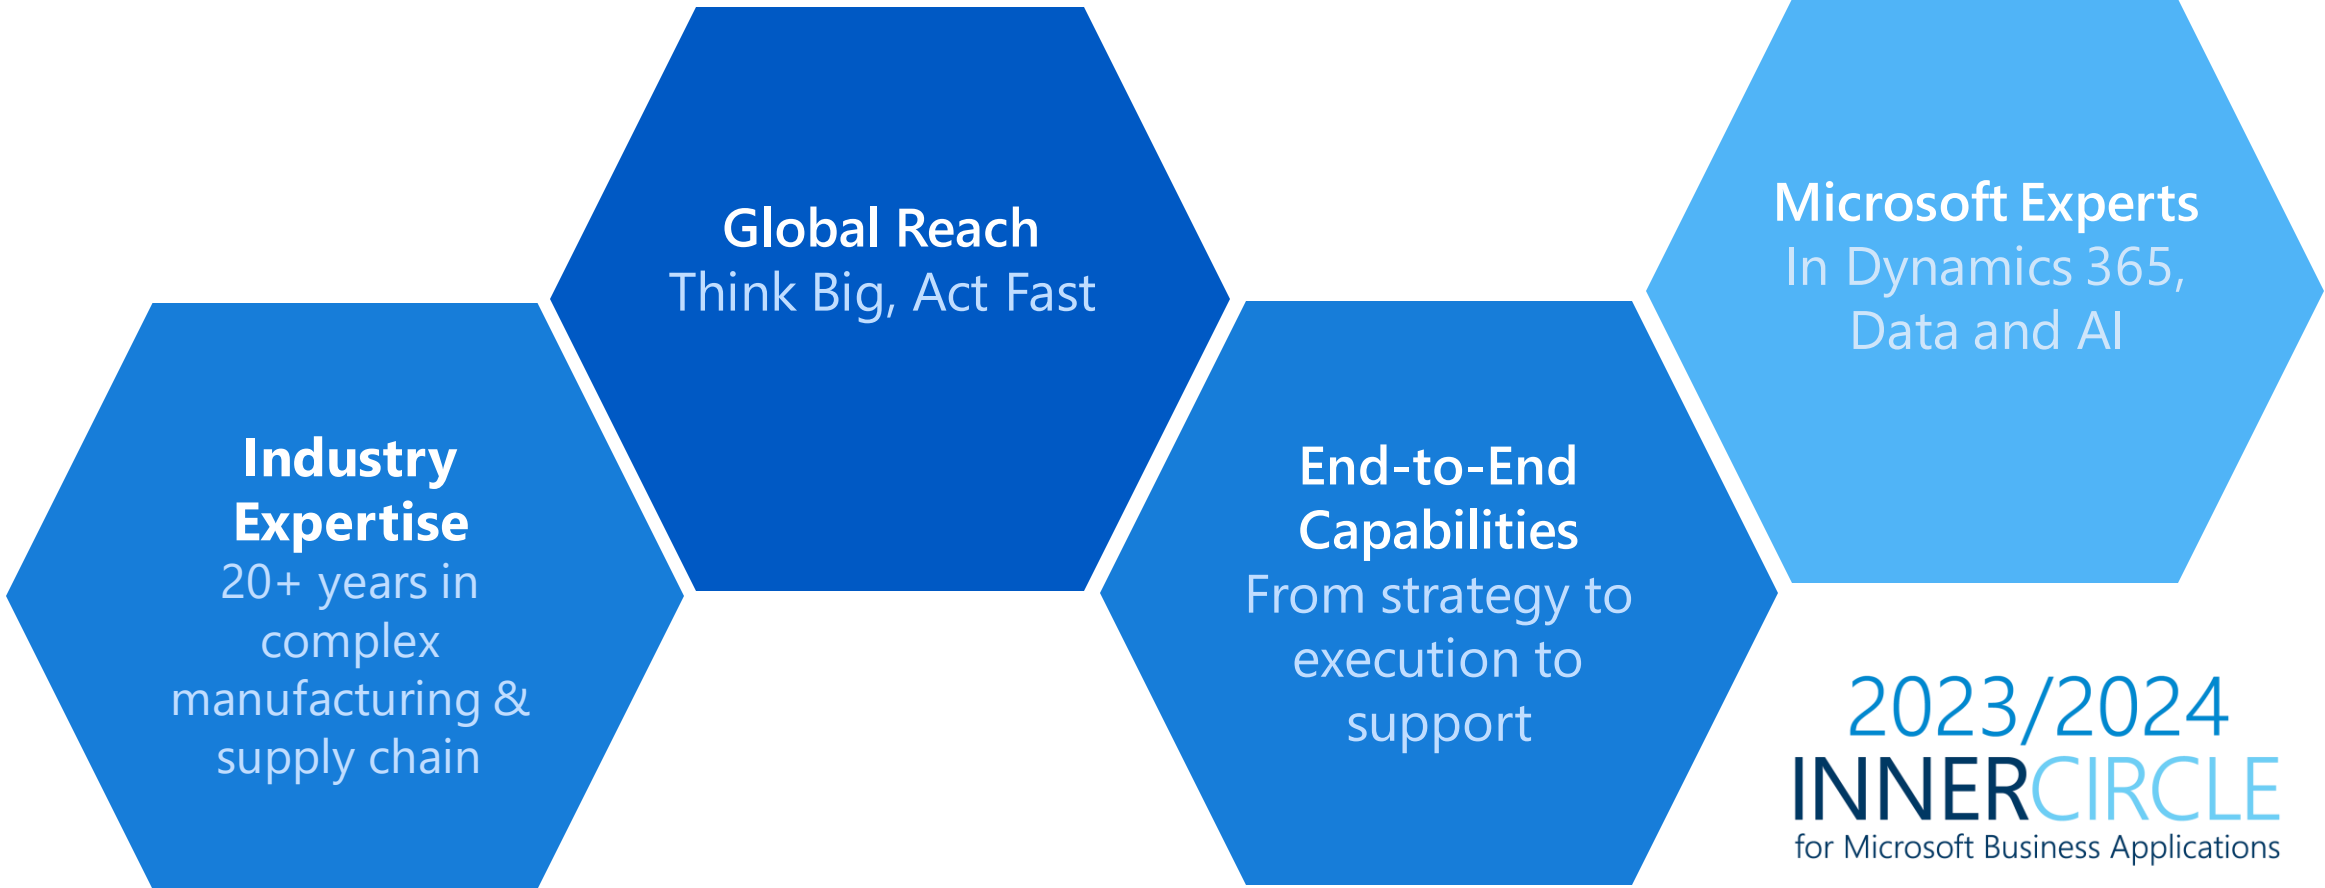 Industry
Expertise
20+ years in
complex
manufacturing &
supply chain
Global Reach
Think Big, Act Fast
End-to-End
Capabilities
From strategy to
execution to
support
Microsoft Experts
In Dynamics 365,
Data and AI
2023/2024
INNERCIRCLE
for Microsoft Business Applications